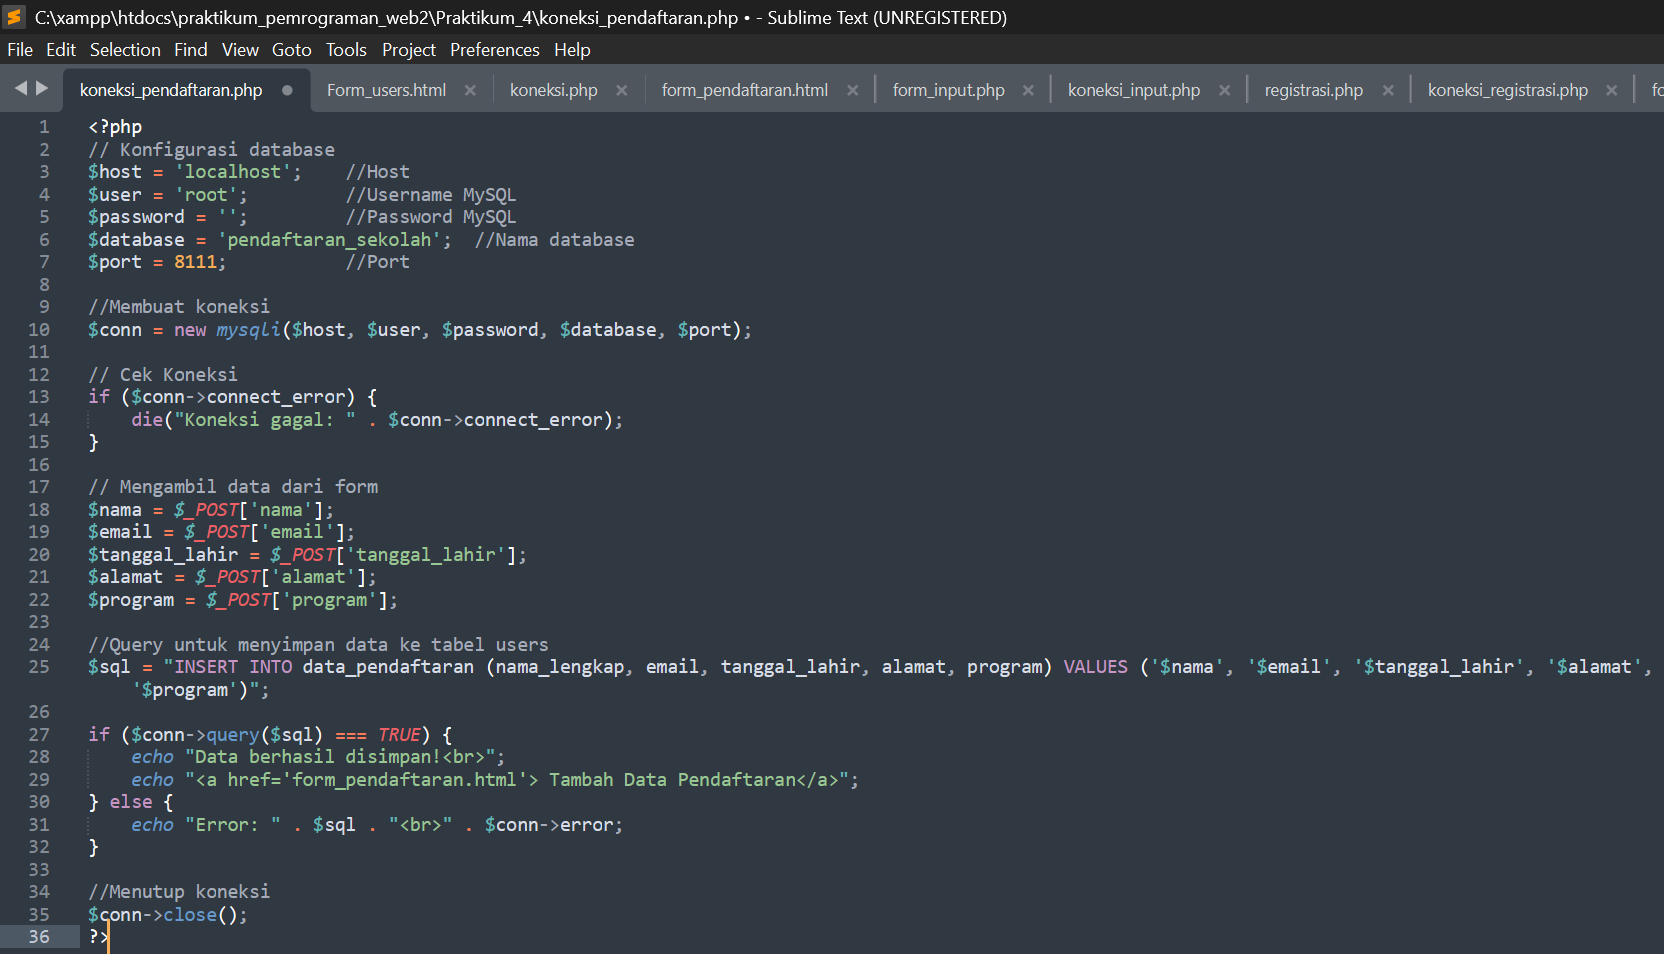 C:\xampp\htdocs\praktikum_pemrograman_web2\Praktikum_4\koneksi_pendaftaran.php • - Sublime Text (UNREGISTERED)
File Edit Selection Find View Goto Tools Project Preferences Help
koneksi_pendaftaran.php Form_users.html koneksi.php form_pendaftaran.html form_input.php koneksi_input.php registrasi.php koneksi_registrasi.php
1 <?php
2 // Konfigurasi database
3 $host = 'localhost';    //Host
4 $user = 'root';         //Username MySQL
5 $password = '';         //Password MySQL
6 $database = 'pendaftaran_sekolah';  //Nama database
7 $port = 8111;           //Port
8
9 //Membuat koneksi
10 $conn = new mysqli($host, $user, $password, $database, $port);
11
12 // Cek Koneksi
13 if ($conn->connect_error) {
14     die("Koneksi gagal: " . $conn->connect_error);
15 }
16
17 // Mengambil data dari form
18 $nama = $_POST['nama'];
19 $email = $_POST['email'];
20 $tanggal_lahir = $_POST['tanggal_lahir'];
21 $alamat = $_POST['alamat'];
22 $program = $_POST['program'];
23
24 //Query untuk menyimpan data ke tabel users
25 $sql = "INSERT INTO data_pendaftaran (nama_lengkap, email, tanggal_lahir, alamat, program) VALUES ('$nama', '$email', '$tanggal_lahir', '$alamat',
'$program')";
26
27 if ($conn->query($sql) === TRUE) {
28     echo "Data berhasil disimpan!<br>";
29     echo "<a href='form_pendaftaran.html'> Tambah Data Pendaftaran</a>";
30 } else {
31     echo "Error: " . $sql . "<br>" . $conn->error;
32 }
33
34 //Menutup koneksi
35 $conn->close();
36 ?>